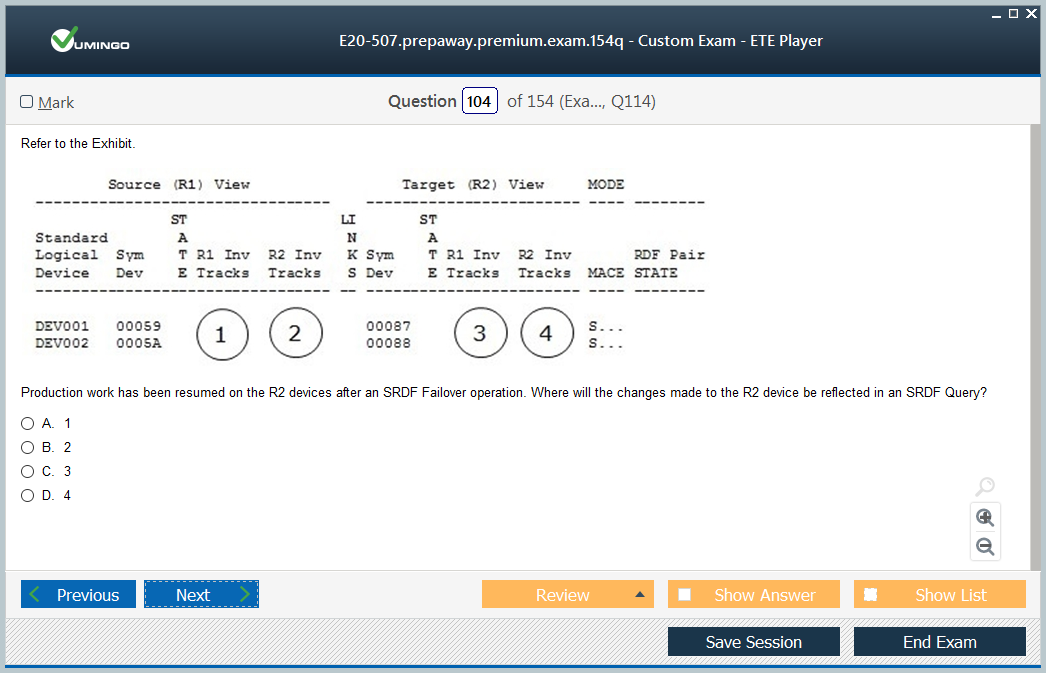 VUMINGO
E20-507.prepaway.premium.exam.154q - Custom Exam - ETE Player
Mark
Question 104 of 154 (Exa..., Q114)
Refer to the Exhibit.
Source (R1) View Target (R2) View MODE
-------------------------------- ----------------------- ---- --------
ST LI ST
Standard A N A
Logical Sym T R1 Inv R2 Inv K Sym T R1 Inv R2 Inv RDF Pair
Device Dev E Tracks Tracks S Dev E Tracks Tracks MACE STATE
-------------------------------- -- ----------------------- ---- --------
DEV001 00059 1 2 00087 3 4 S...
DEV002 0005A 00088 S...
Production work has been resumed on the R2 devices after an SRDF Failover operation. Where will the changes made to the R2 device be reflected in an SRDF Query?
A. 1
B. 2
C. 3
D. 4
Previous Next Review Show Answer Show List
Save Session End Exam